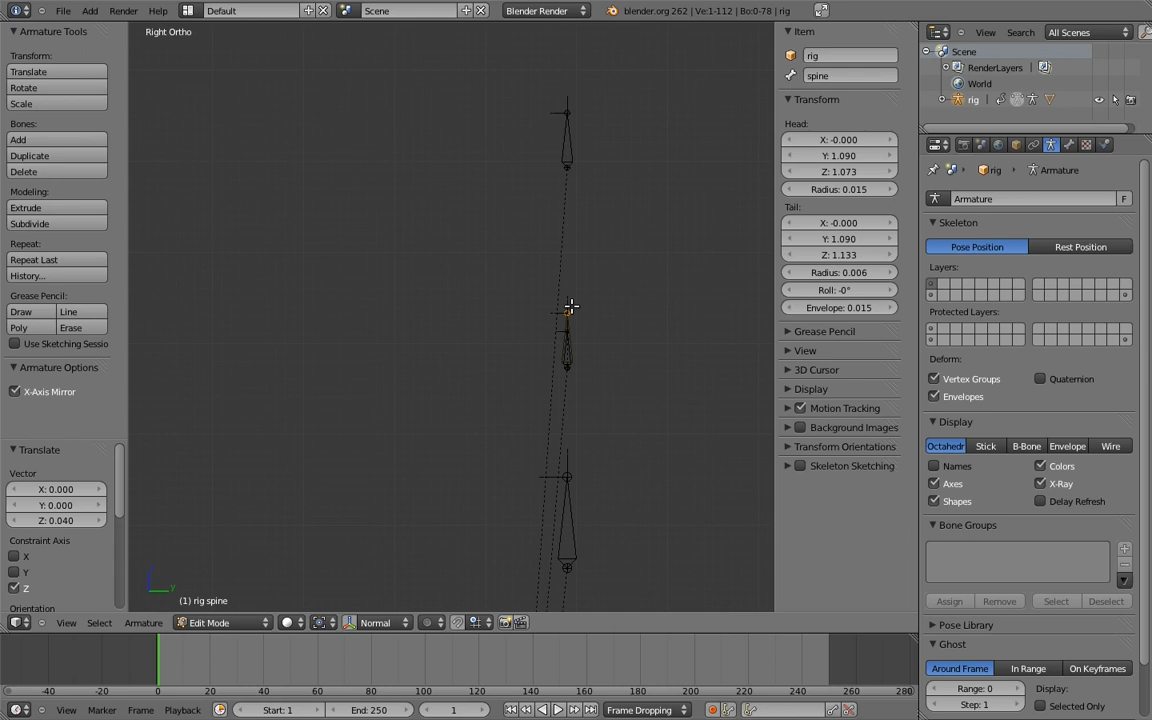 File Add Render Help Default Scene Blender Render blender.org 262 | Ve:1-112 | Bo:0-78 | rig
View Search All Scenes
Armature Tools
Transform:
Translate
Rotate
Scale
Bones:
Add
Duplicate
Delete
Modeling:
Extrude
Subdivide
Repeat:
Repeat Last
History...
Grease Pencil:
Draw Line
Poly Erase
Use Sketching Sessio
Armature Options
X-Axis Mirror
Translate
Vector
X: 0.000
Y: 0.000
Z: 0.040
Constraint Axis
X
Y
Z
Orientation
Right Ortho
(1) rig spine
y
Item
rig
spine
Transform
Head:
X: -0.000
Y: 1.090
Z: 1.073
Radius: 0.015
Tail:
X: -0.000
Y: 1.090
Z: 1.133
Radius: 0.006
Roll: -0°
Envelope: 0.015
Grease Pencil
View
3D Cursor
Display
Motion Tracking
Background Images
Transform Orientations
Skeleton Sketching
Scene
RenderLayers
World
rig
rig Armature
Armature F
Skeleton
Pose Position Rest Position
Layers:
Protected Layers:
Deform:
Vertex Groups Quaternion
Envelopes
Display
Octahedr Stick B-Bone Envelope Wire
Names Colors
Axes X-Ray
Shapes Delay Refresh
Bone Groups
Assign Remove Select Deselect
Pose Library
Ghost
Around Frame In Range On Keyframes
Range: 0 Display:
Step: 1 Selected Only
View Select Armature Edit Mode Normal
-40 -20 0 20 40 60 80 100 120 140 160 180 200 220 240 260 280
View Marker Frame Playback Start: 1 End: 250 1 Frame Dropping